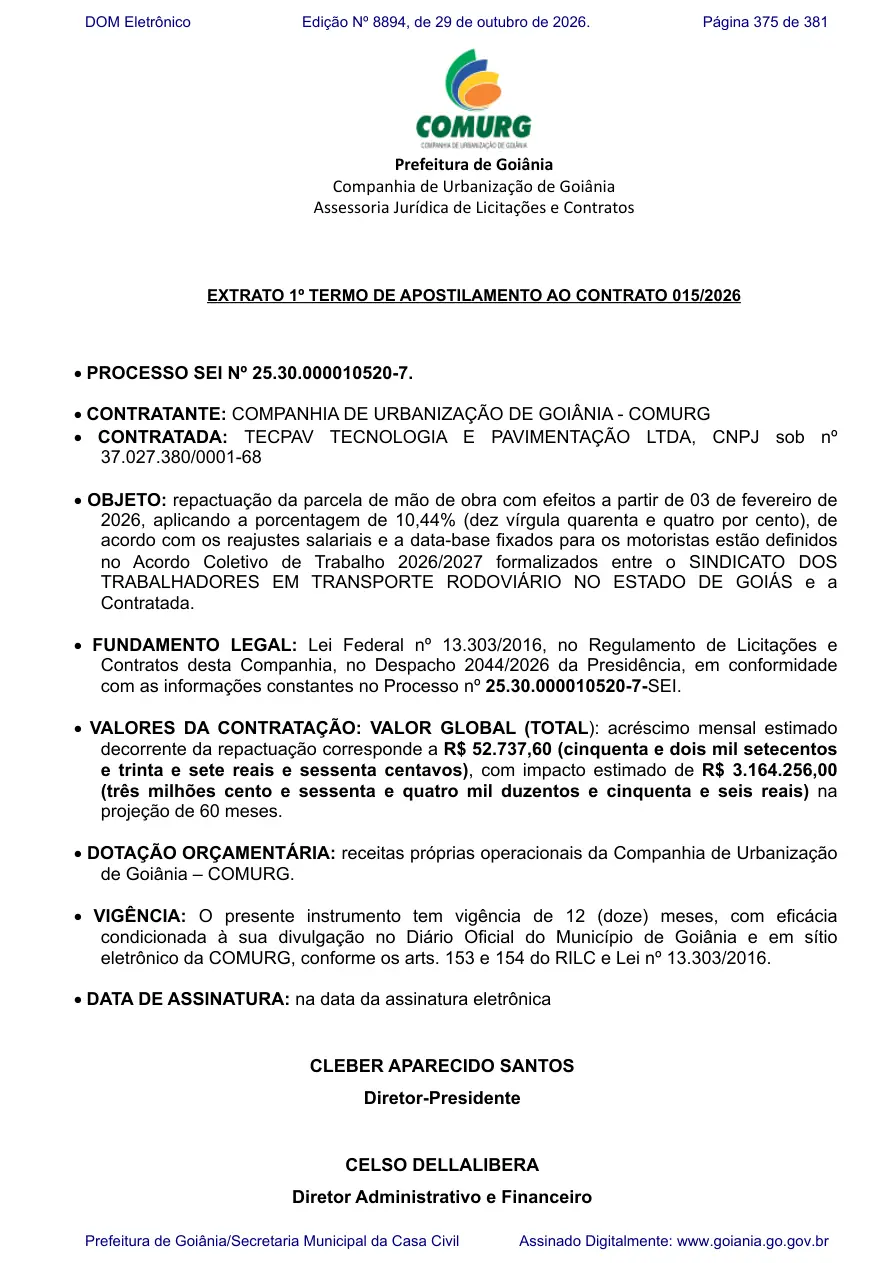 DOM Eletrônico Edição Nº 8894, de 29 de outubro de 2026. Página 375 de 381
COMURG
COMPANHIA DE URBANIZAÇÃO DE GOIÂNIA
Prefeitura de Goiânia
Companhia de Urbanização de Goiânia
Assessoria Jurídica de Licitações e Contratos
EXTRATO 1º TERMO DE APOSTILAMENTO AO CONTRATO 015/2026
• PROCESSO SEI Nº 25.30.000010520-7.
• CONTRATANTE: COMPANHIA DE URBANIZAÇÃO DE GOIÂNIA - COMURG
• CONTRATADA: TECPAV TECNOLOGIA E PAVIMENTAÇÃO LTDA, CNPJ sob nº
37.027.380/0001-68
• OBJETO: repactuação da parcela de mão de obra com efeitos a partir de 03 de fevereiro de
2026, aplicando a porcentagem de 10,44% (dez vírgula quarenta e quatro por cento), de
acordo com os reajustes salariais e a data-base fixados para os motoristas estão definidos
no Acordo Coletivo de Trabalho 2026/2027 formalizados entre o SINDICATO DOS
TRABALHADORES EM TRANSPORTE RODOVIÁRIO NO ESTADO DE GOIÁS e a
Contratada.
• FUNDAMENTO LEGAL: Lei Federal nº 13.303/2016, no Regulamento de Licitações e
Contratos desta Companhia, no Despacho 2044/2026 da Presidência, em conformidade
com as informações constantes no Processo nº 25.30.000010520-7-SEI.
• VALORES DA CONTRATAÇÃO: VALOR GLOBAL (TOTAL): acréscimo mensal estimado
decorrente da repactuação corresponde a R$ 52.737,60 (cinquenta e dois mil setecentos
e trinta e sete reais e sessenta centavos), com impacto estimado de R$ 3.164.256,00
(três milhões cento e sessenta e quatro mil duzentos e cinquenta e seis reais) na
projeção de 60 meses.
• DOTAÇÃO ORÇAMENTÁRIA: receitas próprias operacionais da Companhia de Urbanização
de Goiânia – COMURG.
• VIGÊNCIA: O presente instrumento tem vigência de 12 (doze) meses, com eficácia
condicionada à sua divulgação no Diário Oficial do Município de Goiânia e em sítio
eletrônico da COMURG, conforme os arts. 153 e 154 do RILC e Lei nº 13.303/2016.
• DATA DE ASSINATURA: na data da assinatura eletrônica
CLEBER APARECIDO SANTOS
Diretor-Presidente
CELSO DELLALIBERA
Diretor Administrativo e Financeiro
Prefeitura de Goiânia/Secretaria Municipal da Casa Civil Assinado Digitalmente: www.goiania.go.gov.br